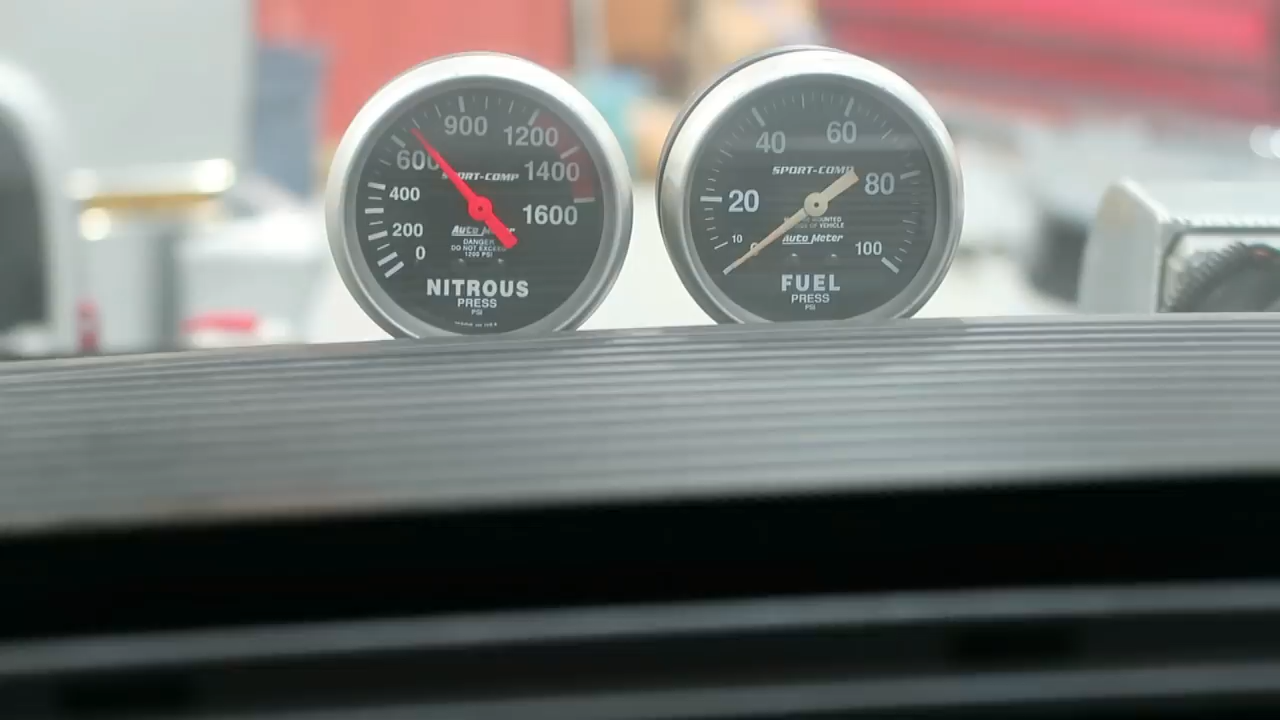 900
1200
600
1400
SPORT-COMP
400
1600
200
Auto Meter
0
DANGER
DO NOT EXCEED
1200 PSI
NITROUS
PRESS
PSI
60
40
SPORT-COMP
80
20
10
0
Auto Meter
100
FUEL
PRESS
PSI